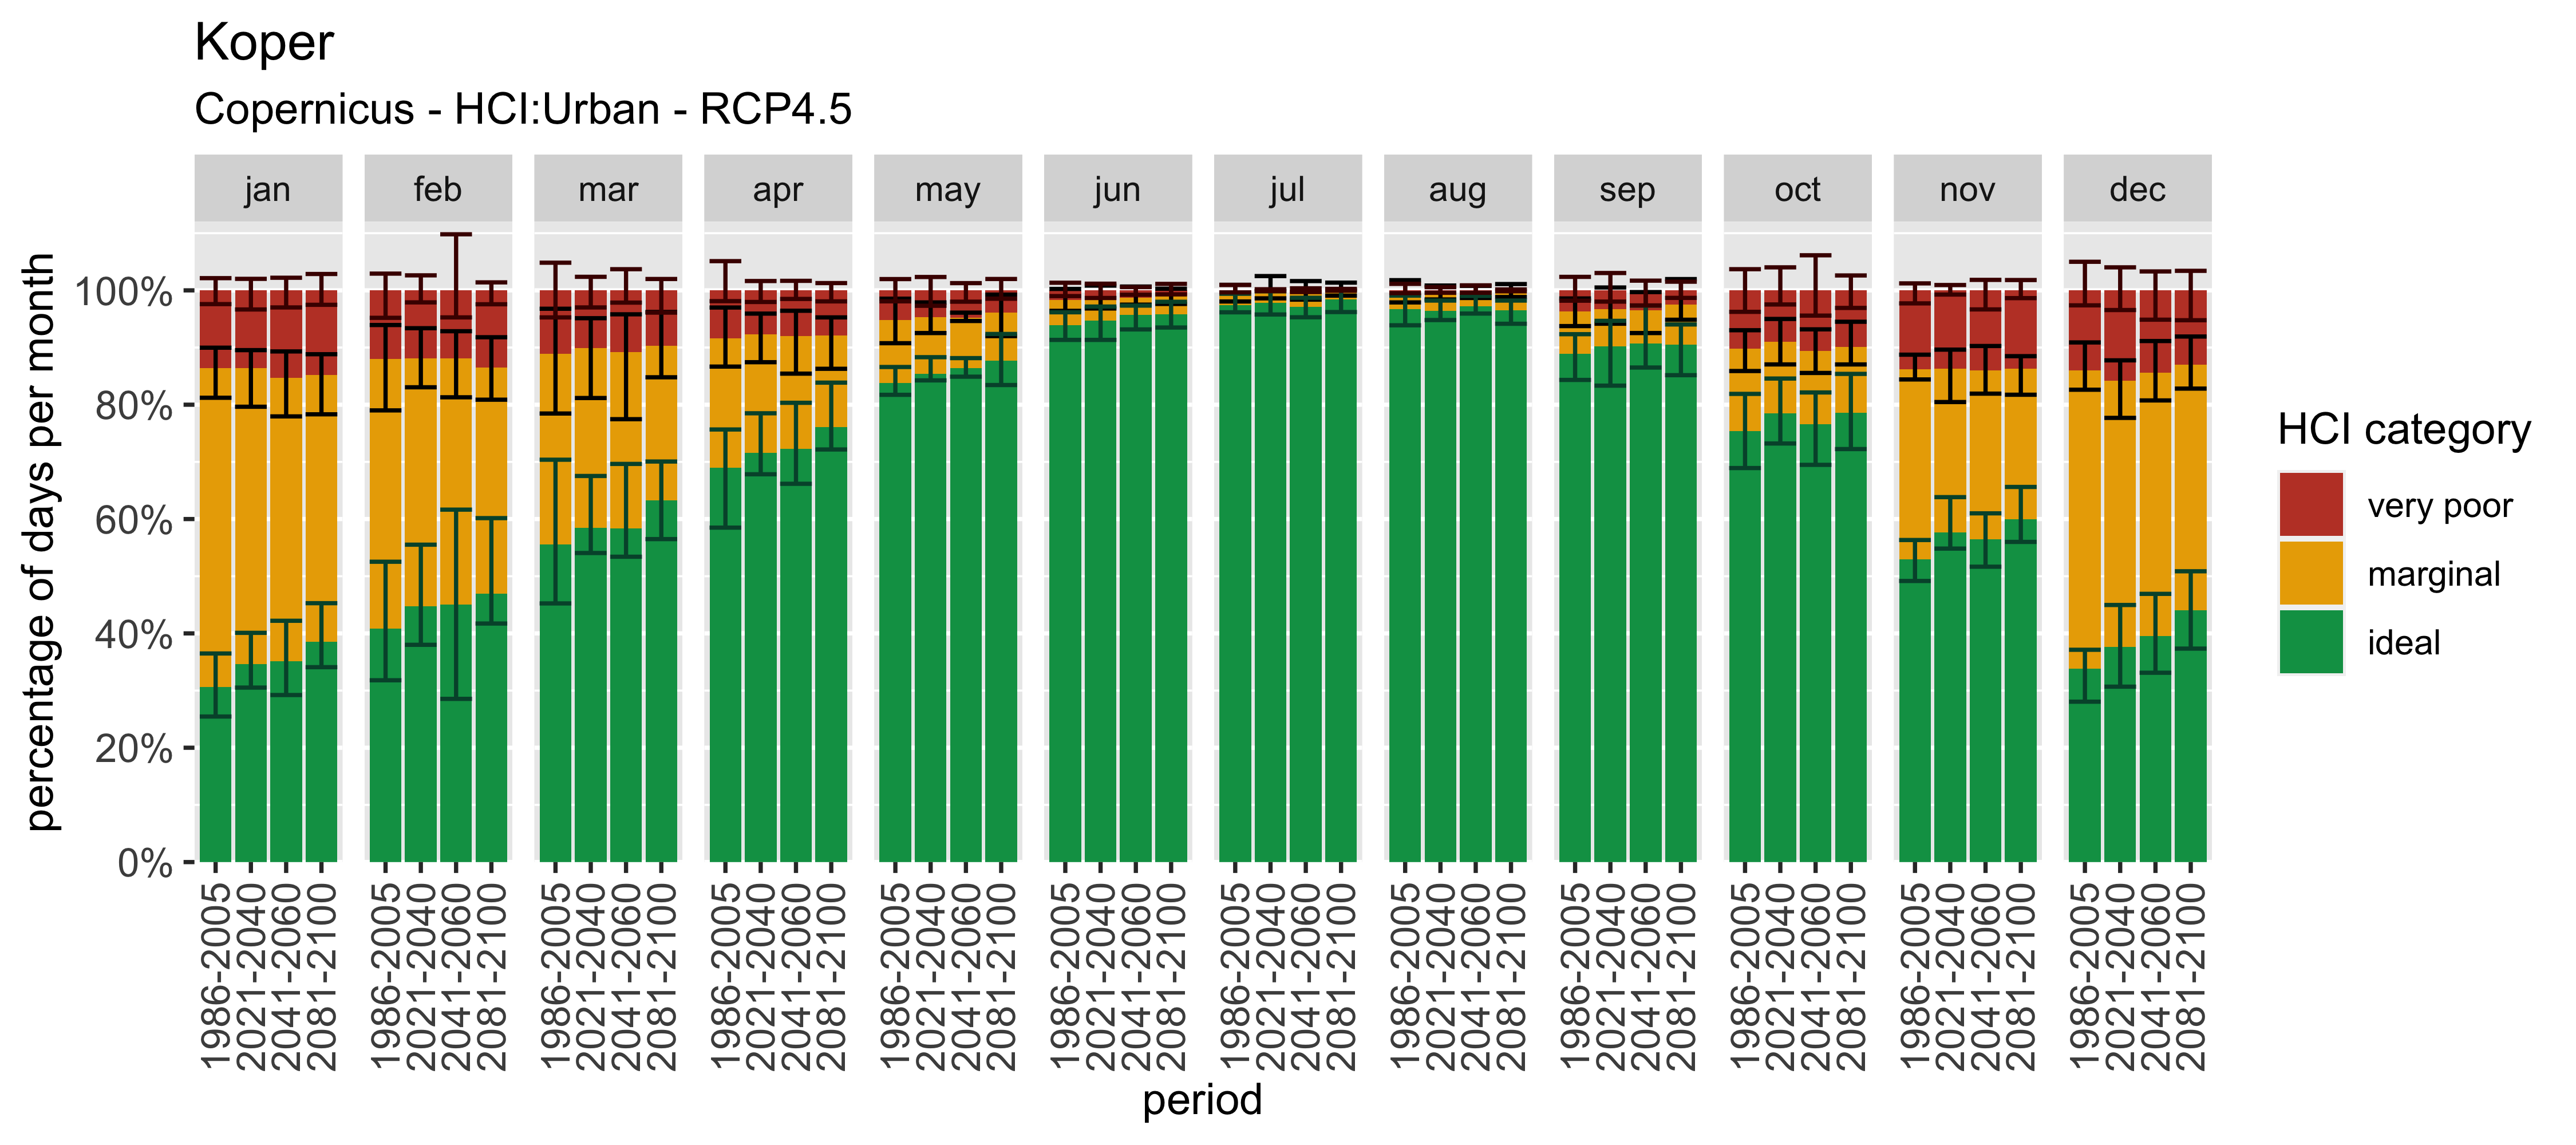 Koper
Copernicus - HCI:Urban - RCP4.5
jan feb mar apr may jun jul aug sep oct nov dec
percentage of days per month
100%
80%
60%
40%
20%
0%
1986-2005 2021-2040 2041-2060 2081-2100 1986-2005 2021-2040 2041-2060 2081-2100 1986-2005 2021-2040 2041-2060 2081-2100 1986-2005 2021-2040 2041-2060 2081-2100 1986-2005 2021-2040 2041-2060 2081-2100 1986-2005 2021-2040 2041-2060 2081-2100 1986-2005 2021-2040 2041-2060 2081-2100 1986-2005 2021-2040 2041-2060 2081-2100 1986-2005 2021-2040 2041-2060 2081-2100 1986-2005 2021-2040 2041-2060 2081-2100 1986-2005 2021-2040 2041-2060 2081-2100 1986-2005 2021-2040 2041-2060 2081-2100
period
HCI category
very poor
marginal
ideal